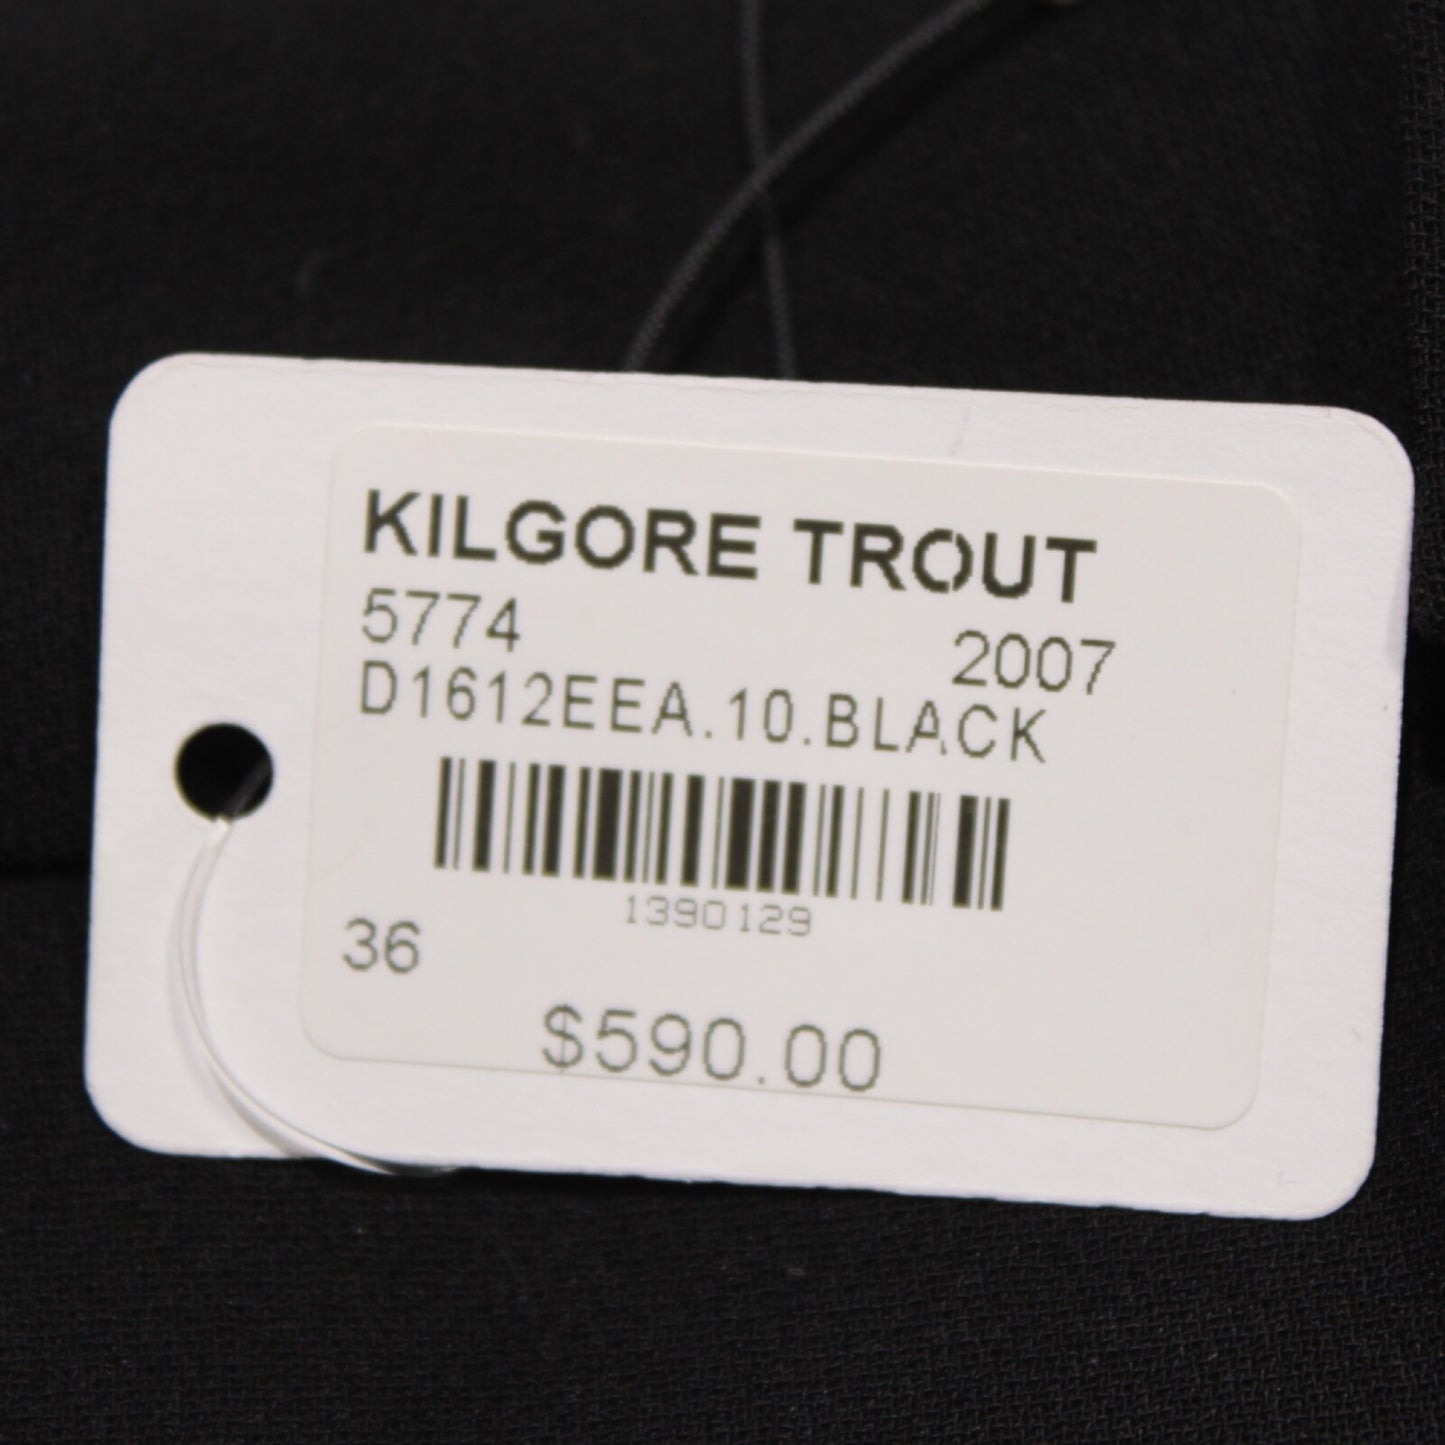 KILGORE TROUT
5774 2007
D1612EEA.10.BLACK
1390129
36
$590.00